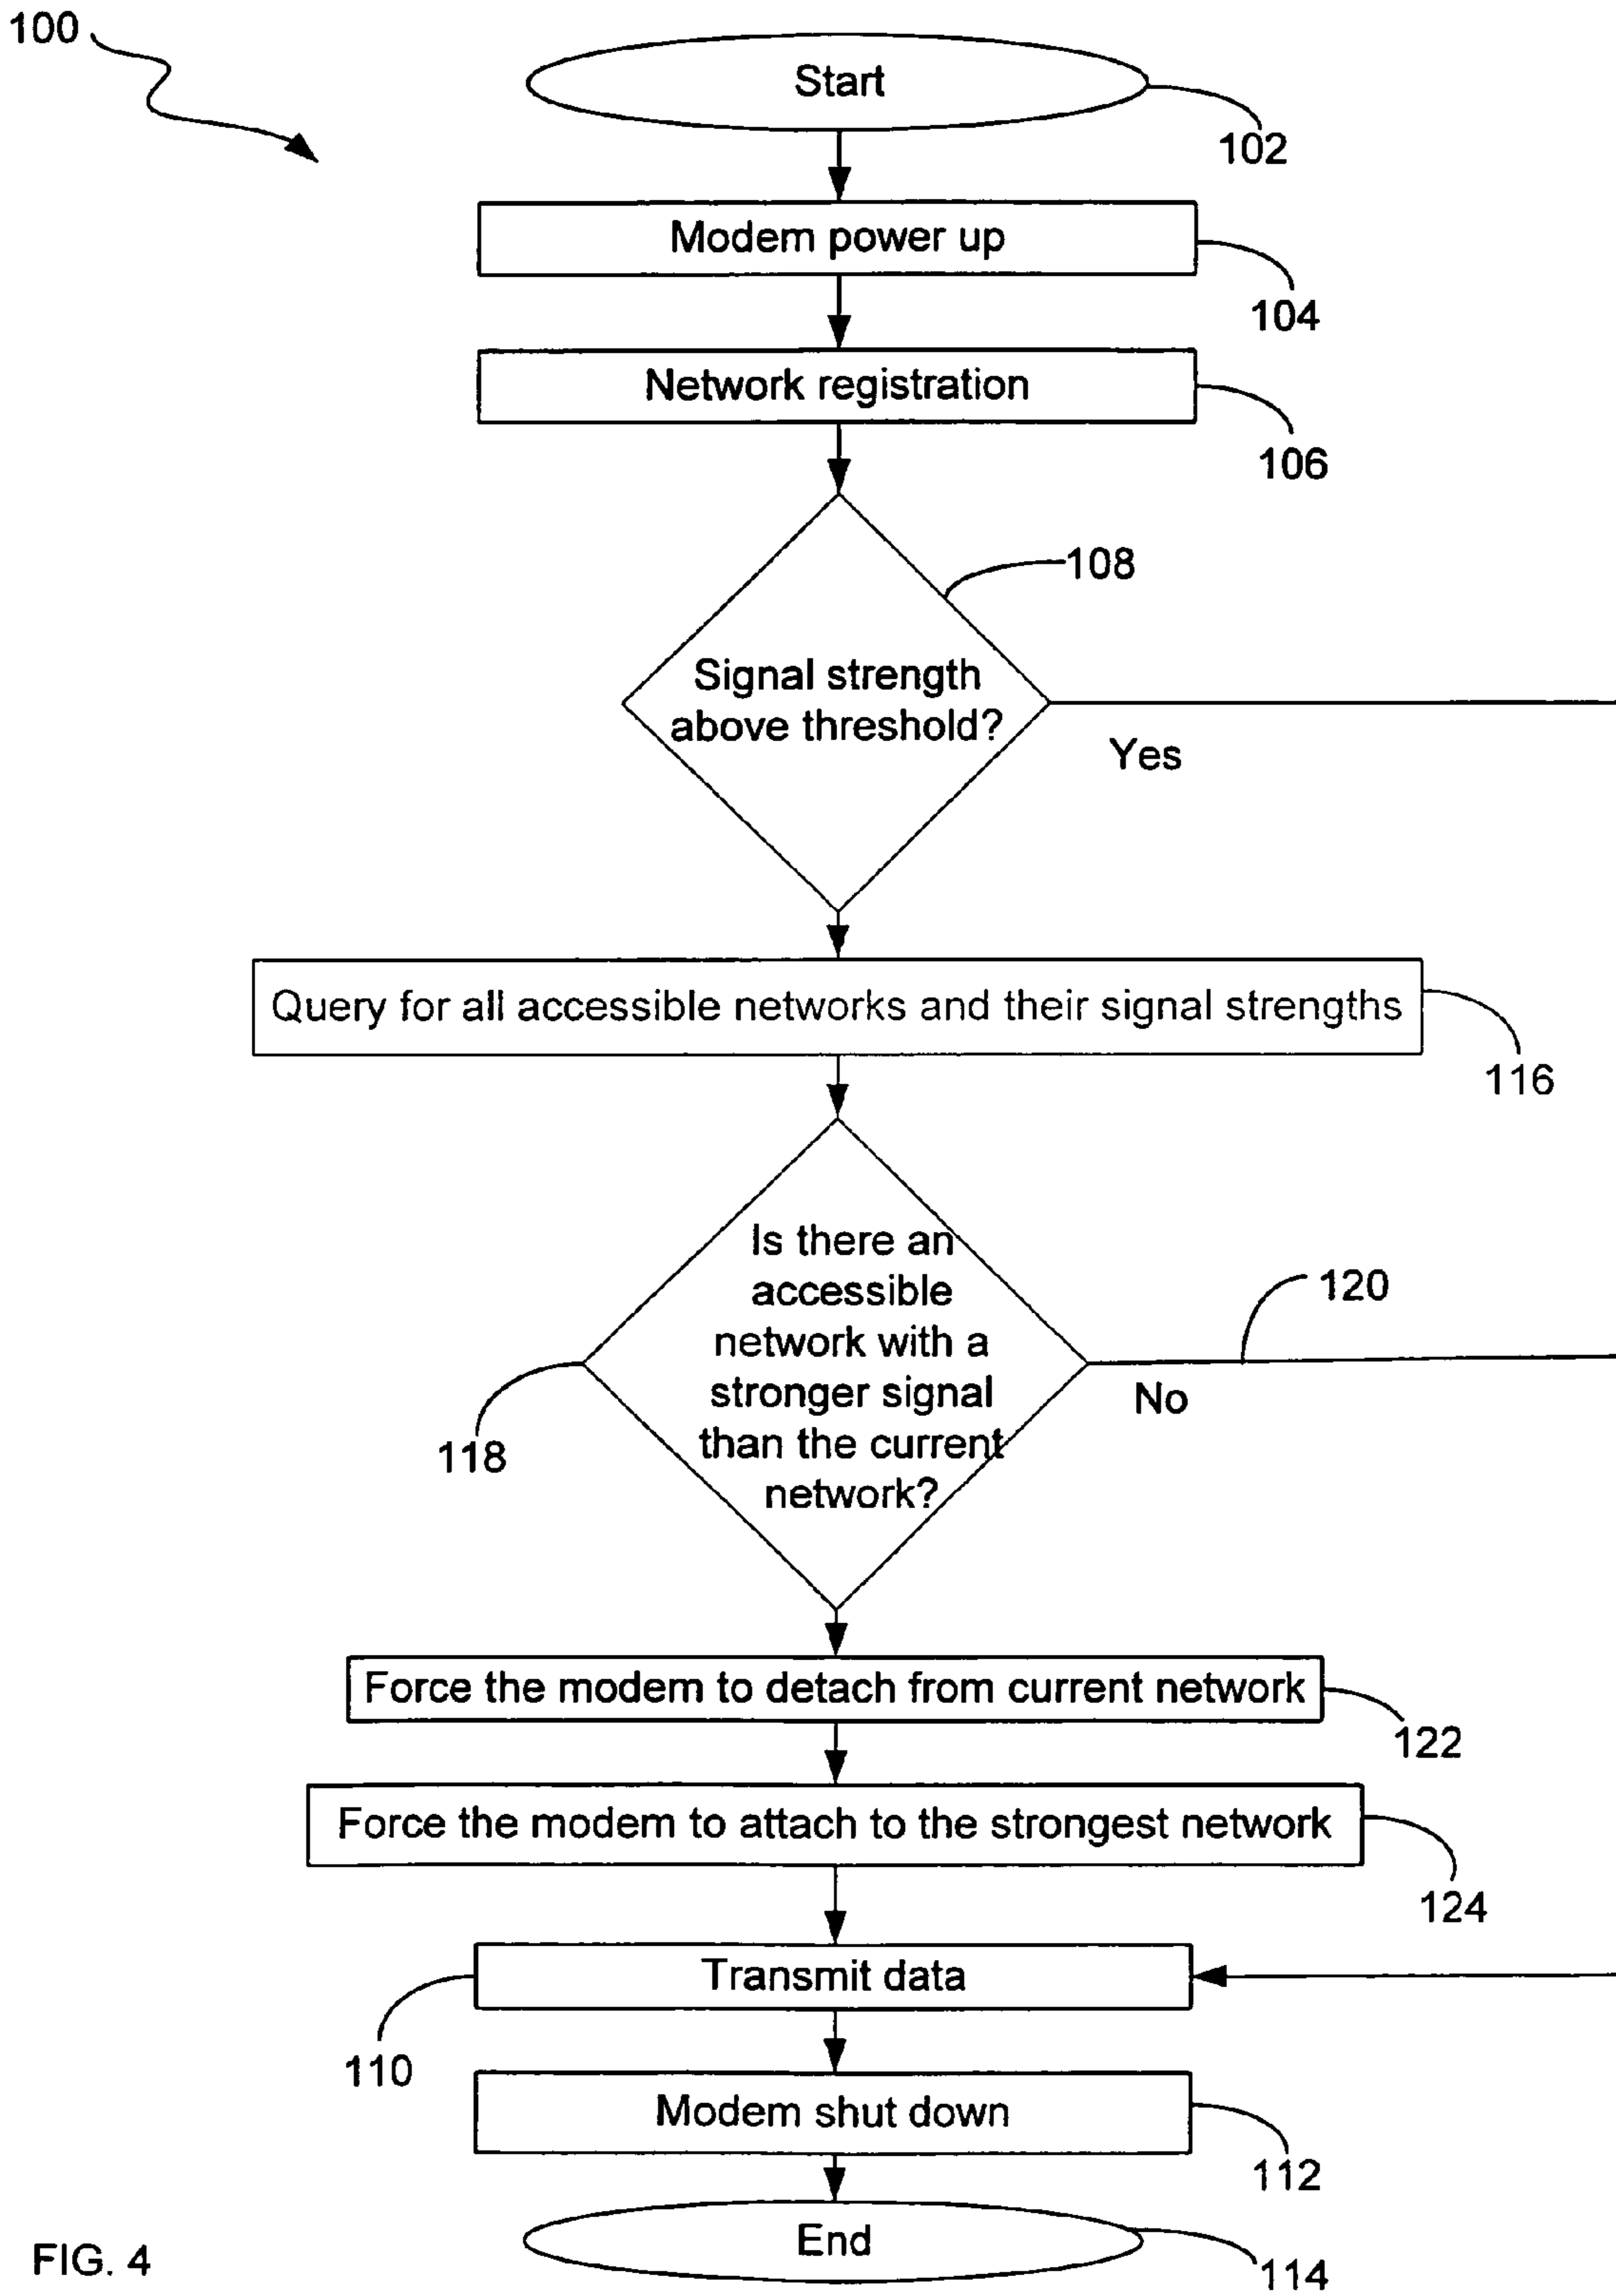 100
Start
102
Modem power up
104
Network registration
106
108
Signal strength
above threshold?
Yes
Query for all accessible networks and their signal strengths
116
Is there an
accessible
network with a
stronger signal
than the current
network?
120
No
118
Force the modem to detach from current network
122
Force the modem to attach to the strongest network
124
Transmit data
110
Modem shut down
112
End
114
FIG. 4